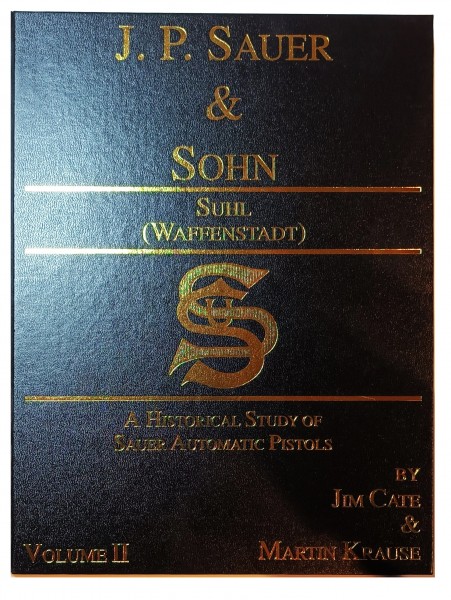 J. P. SAUER
&
SOHN
SUHL
(WAFFENSTADT)
S&S
A HISTORICAL STUDY OF
SAUER AUTOMATIC PISTOLS
BY
JIM CATE
&
MARTIN KRAUSE
VOLUME II